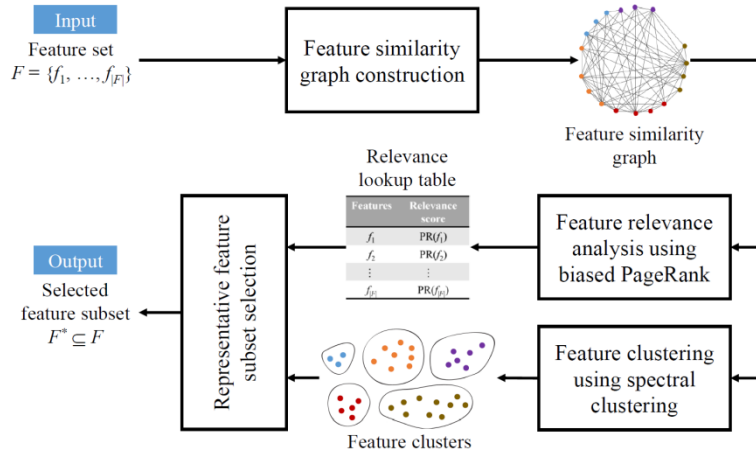 Input
Feature set
F = {f1, …, f|F|}
Feature similarity
graph construction
Feature similarity
graph
Relevance
lookup table
Features Relevance score
f1 PR(f1)
f2 PR(f2)
⋮ ⋮
f|F| PR(f|F|)
Feature relevance
analysis using
biased PageRank
Representative feature
subset selection
Output
Selected
feature subset
F* ⊆ F
Feature clustering
using spectral
clustering
Feature clusters